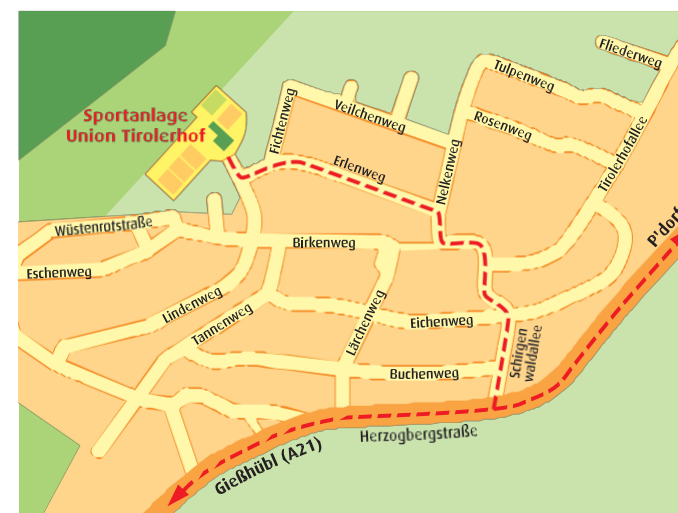 Fliederweg
Tulpenweg
Sportanlage
Union Tirolerhof
Veilchenweg
Fichtenweg
Rosenweg
Tirolerhofallee
Erlenweg
Nelkenweg
Wüstenrotstraße
Birkenweg
P'dorf
Eschenweg
Lindenweg
Tannenweg
Lärchenweg
Eichenweg
Schirgen
waldallee
Buchenweg
Herzogbergstraße
Gießhübl (A21)